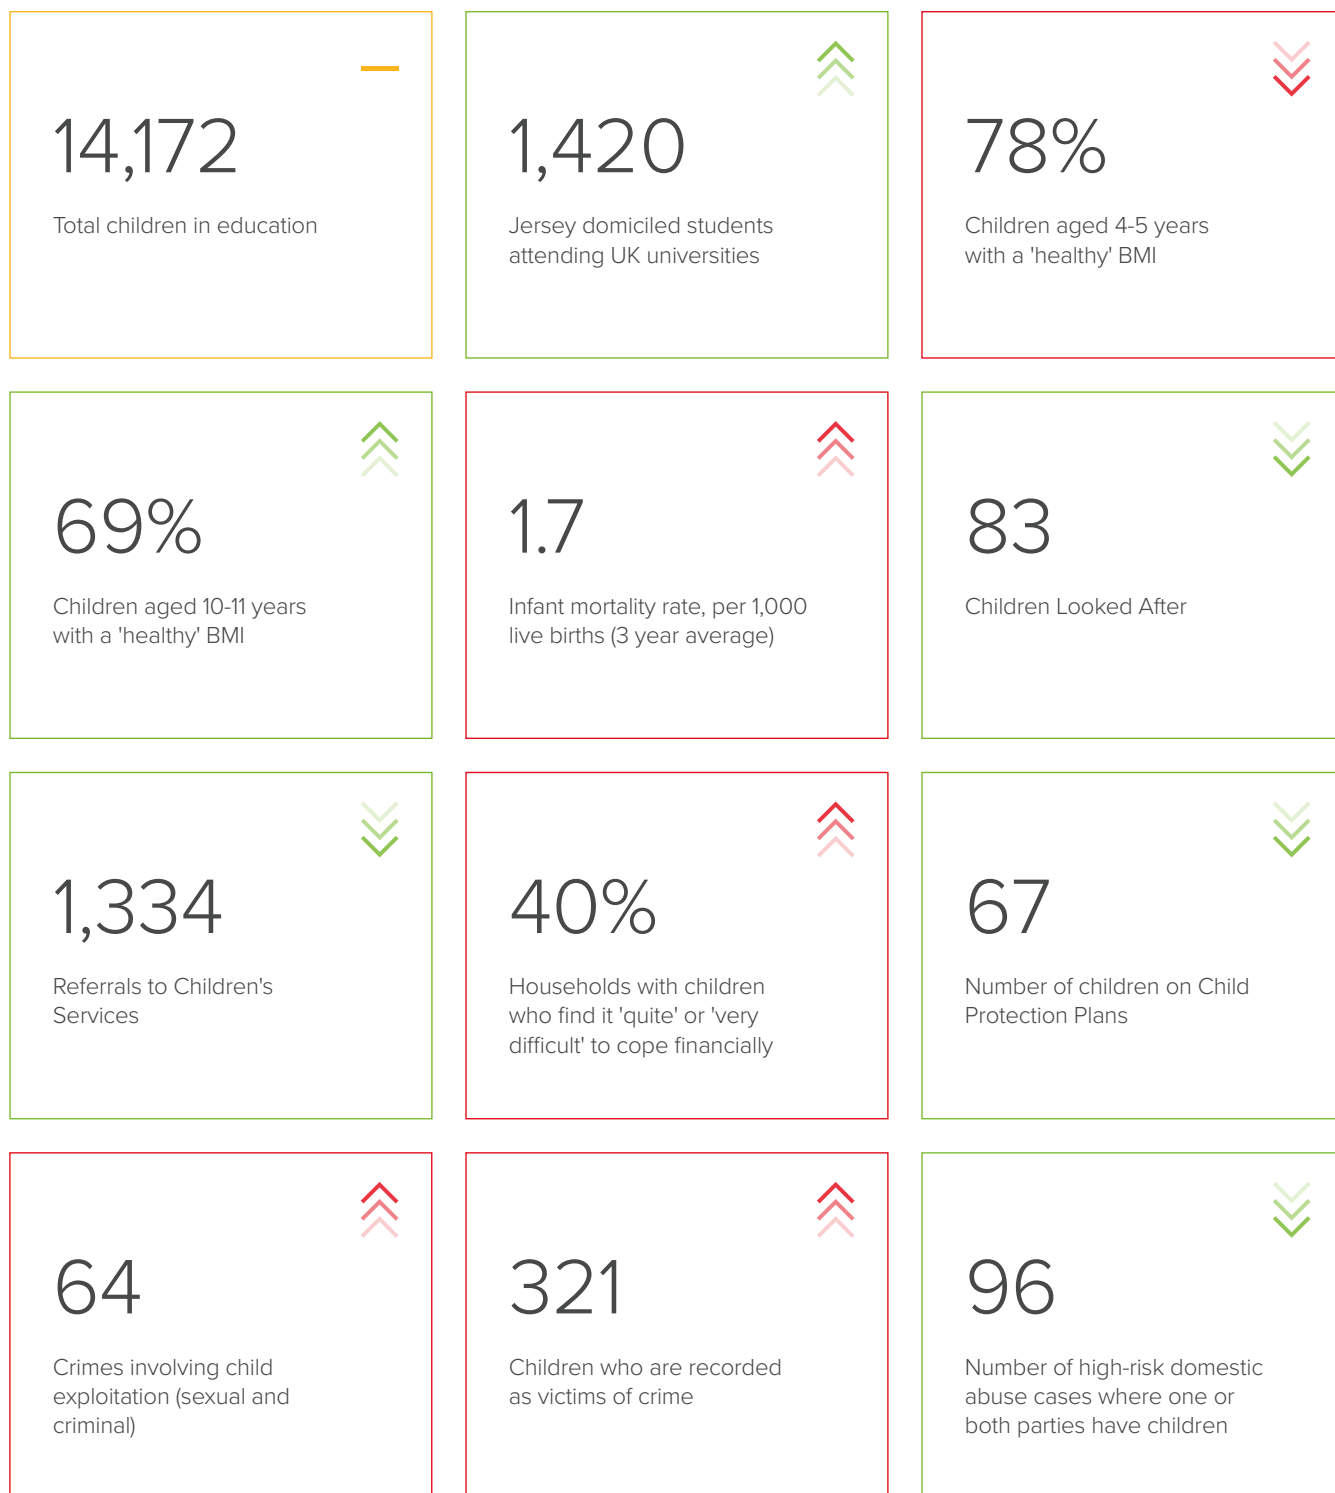 14,172
Total children in education
1,420
Jersey domiciled students
attending UK universities
78%
Children aged 4-5 years
with a 'healthy' BMI
69%
Children aged 10-11 years
with a 'healthy' BMI
1.7
Infant mortality rate, per 1,000
live births (3 year average)
83
Children Looked After
1,334
Referrals to Children's
Services
40%
Households with children
who find it 'quite' or 'very
difficult' to cope financially
67
Number of children on Child
Protection Plans
64
Crimes involving child
exploitation (sexual and
criminal)
321
Children who are recorded
as victims of crime
96
Number of high-risk domestic
abuse cases where one or
both parties have children